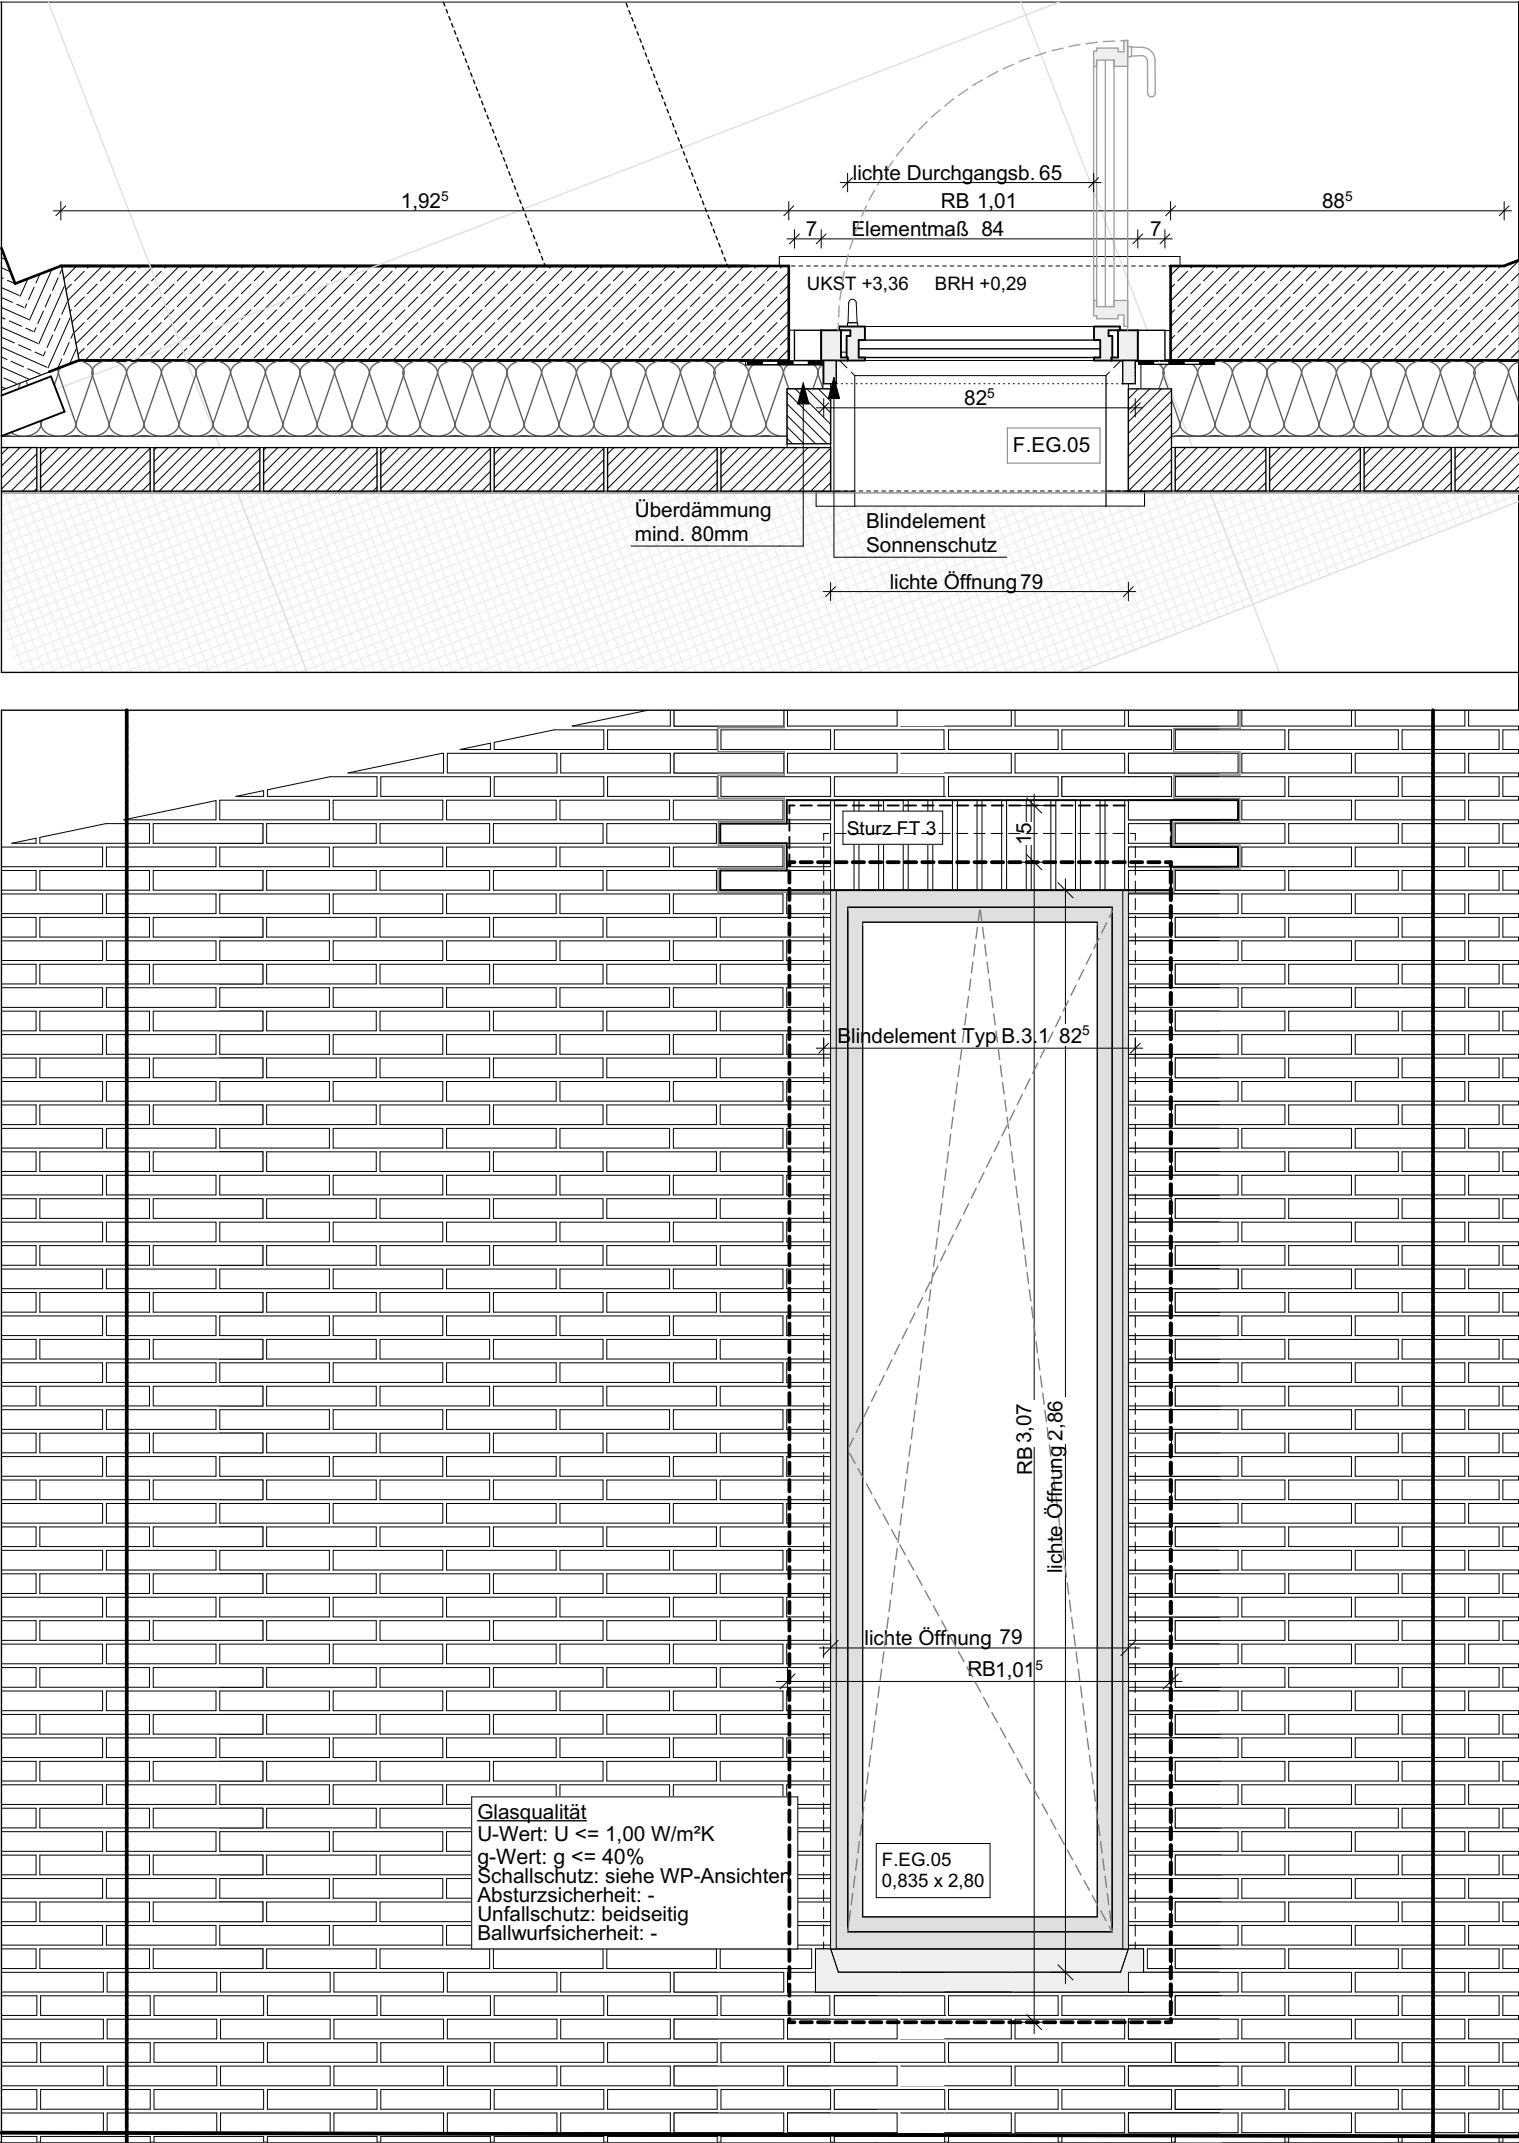 lichte Durchgangsb. 65
1,92⁵
RB 1,01
88⁵
7
Elementmaß 84
7
UKST +3,36 BRH +0,29
82⁵
F.EG.05
Überdämmung
mind. 80mm
Blindelement
Sonnenschutz
lichte Öffnung 79
Sturz FT 3
15
Blindelement Typ B.3.1 82⁵
RB 3,07
lichte Öffnung 2,86
lichte Öffnung 79
RB1,01⁵
Glasqualität
U-Wert: U <= 1,00 W/m²K
g-Wert: g <= 40%
Schallschutz: siehe WP-Ansichten
Absturzsicherheit: -
Unfallschutz: beidseitig
Ballwurfsicherheit: -
F.EG.05
0,835 x 2,80